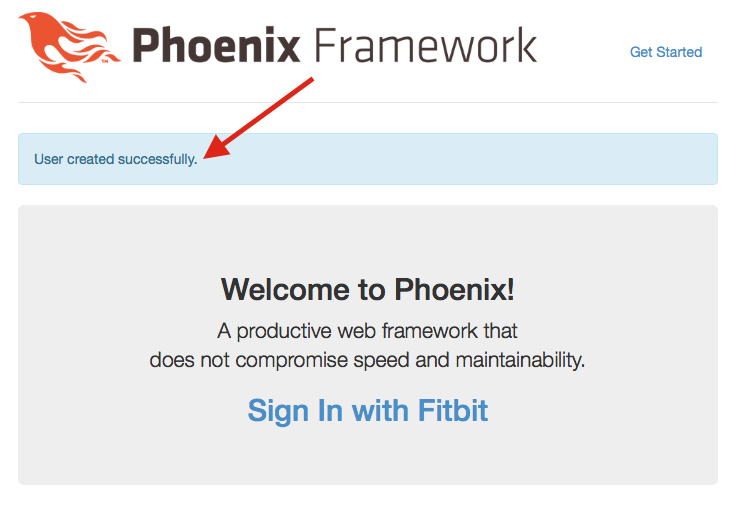 Phoenix Framework
SM
Get Started
User created successfully.
Welcome to Phoenix!
A productive web framework that
does not compromise speed and maintainability.
Sign In with Fitbit